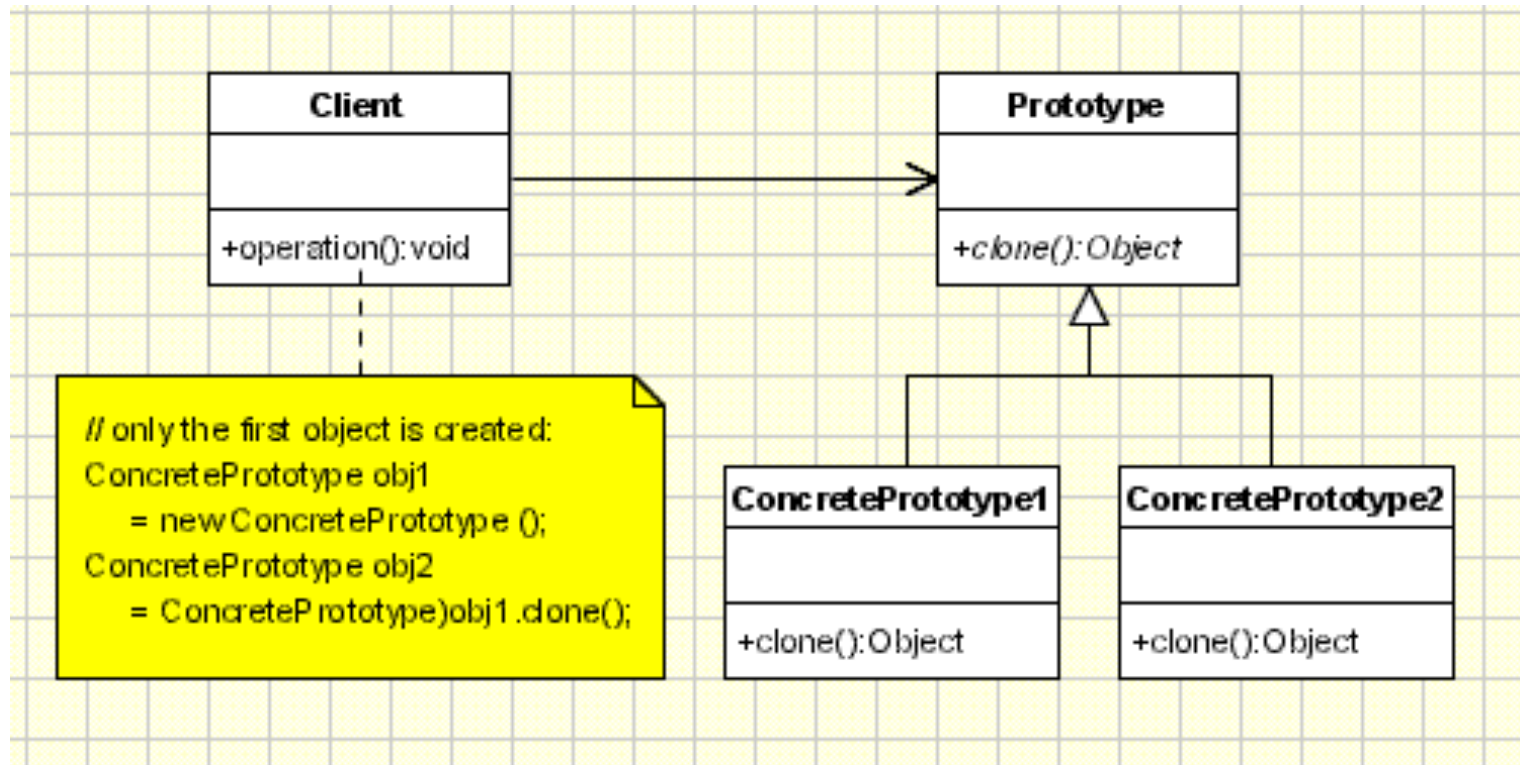 Client
+operation():void
Prototype
+clone():Object
// only the first object is created:
ConcretePrototype obj1
= new ConcretePrototype ();
ConcretePrototype obj2
= ConcretePrototype)obj1.clone();
ConcretePrototype1
+clone():Object
ConcretePrototype2
+clone():Object